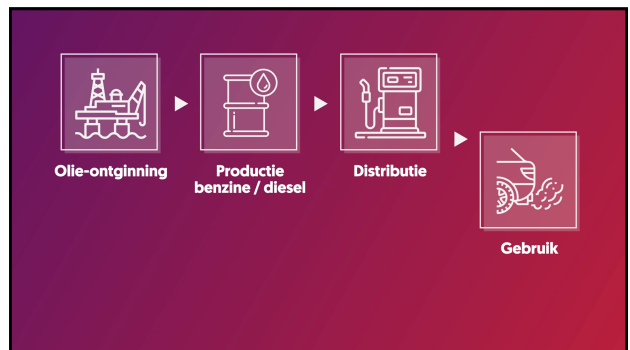 Olie-ontginning
Productie
benzine / diesel
Distributie
Gebruik